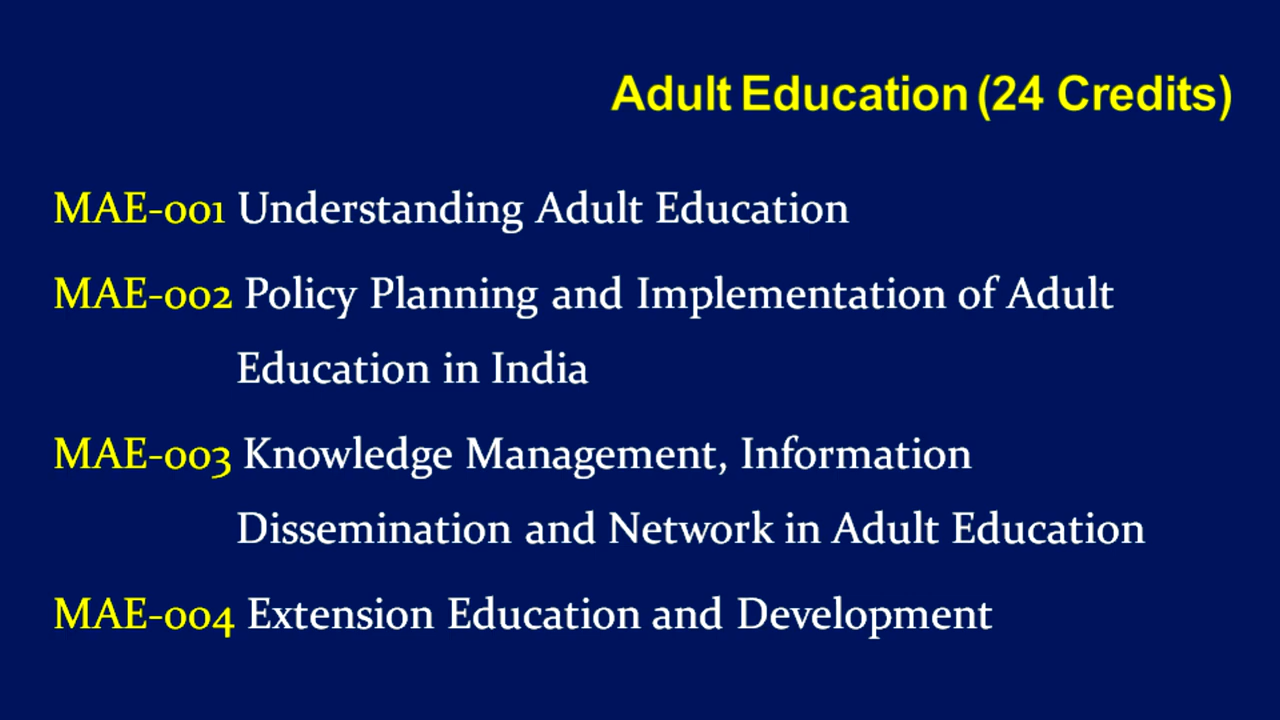 Adult Education (24 Credits)
MAE-001 Understanding Adult Education
MAE-002 Policy Planning and Implementation of Adult
Education in India
MAE-003 Knowledge Management, Information
Dissemination and Network in Adult Education
MAE-004 Extension Education and Development